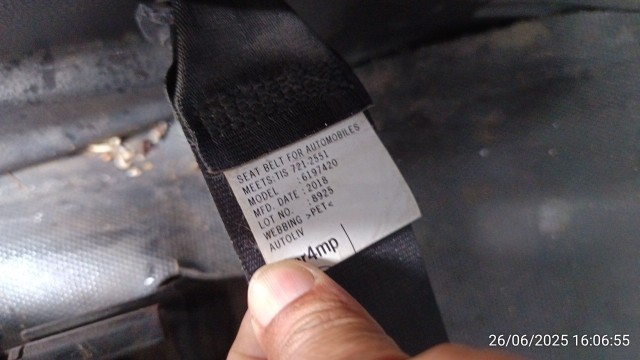 SEAT BELT FOR AUTOMOBILES
MEETS:TIS 721-2551
MODEL : 6197420
MFD. DATE : 2018
LOT NO. : 8925
WEBBING >PET<
AUTOLIV
r4mp
26/06/2025 16:06:55